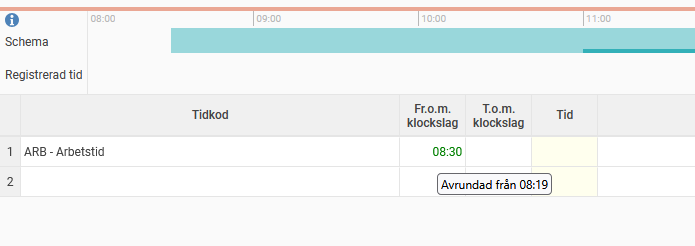 08:00 09:00 10:00 11:00
Schema
Registrerad tid
Tidkod Fr.o.m. klockslag T.o.m. klockslag Tid
1 ARB - Arbetstid 08:30
2
Avrundad från 08:19